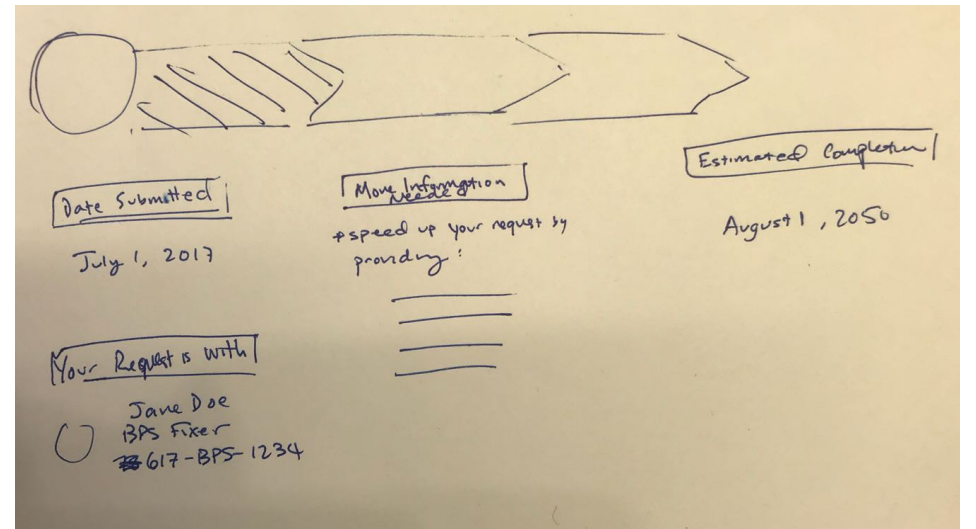 Date Submitted
July 1, 2017
More Information
Needed
* speed up your request by
providing :
Estimated Completion
August 1, 2050
Your Request is with
Jane Doe
BPS Fixer
617-BPS-1234